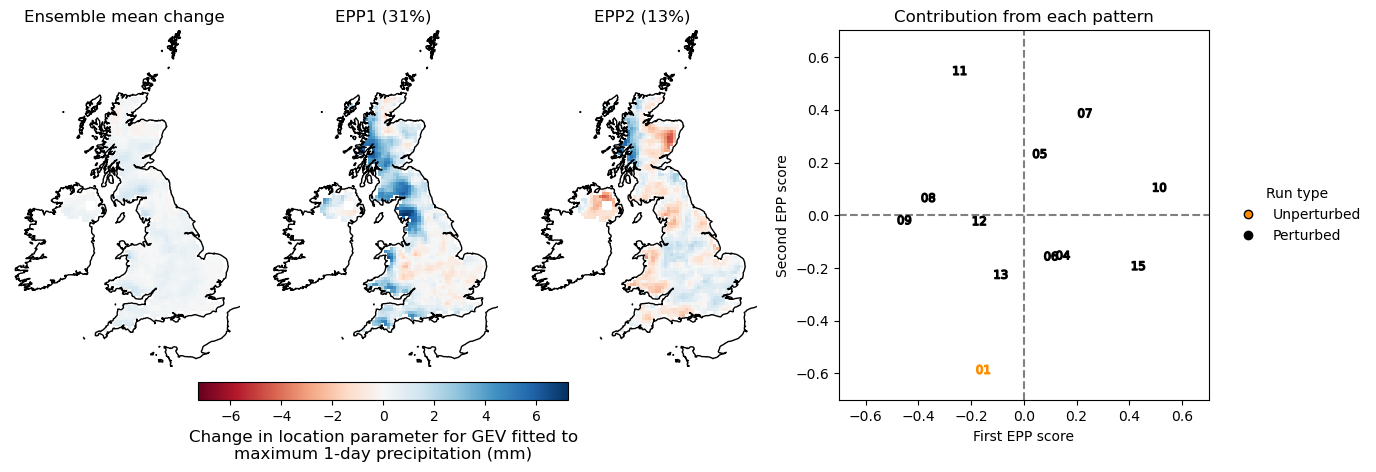 Ensemble mean change
EPP1 (31%)
EPP2 (13%)
Contribution from each pattern
−6 −4 −2 0 2 4 6
Change in location parameter for GEV fitted to
maximum 1-day precipitation (mm)
Second EPP score
0.6
0.4
0.2
0.0
−0.2
−0.4
−0.6
11
07
05
10
08
09
12
06
04
13
15
01
−0.6 −0.4 −0.2 0.0 0.2 0.4 0.6
First EPP score
Run type
Unperturbed
Perturbed